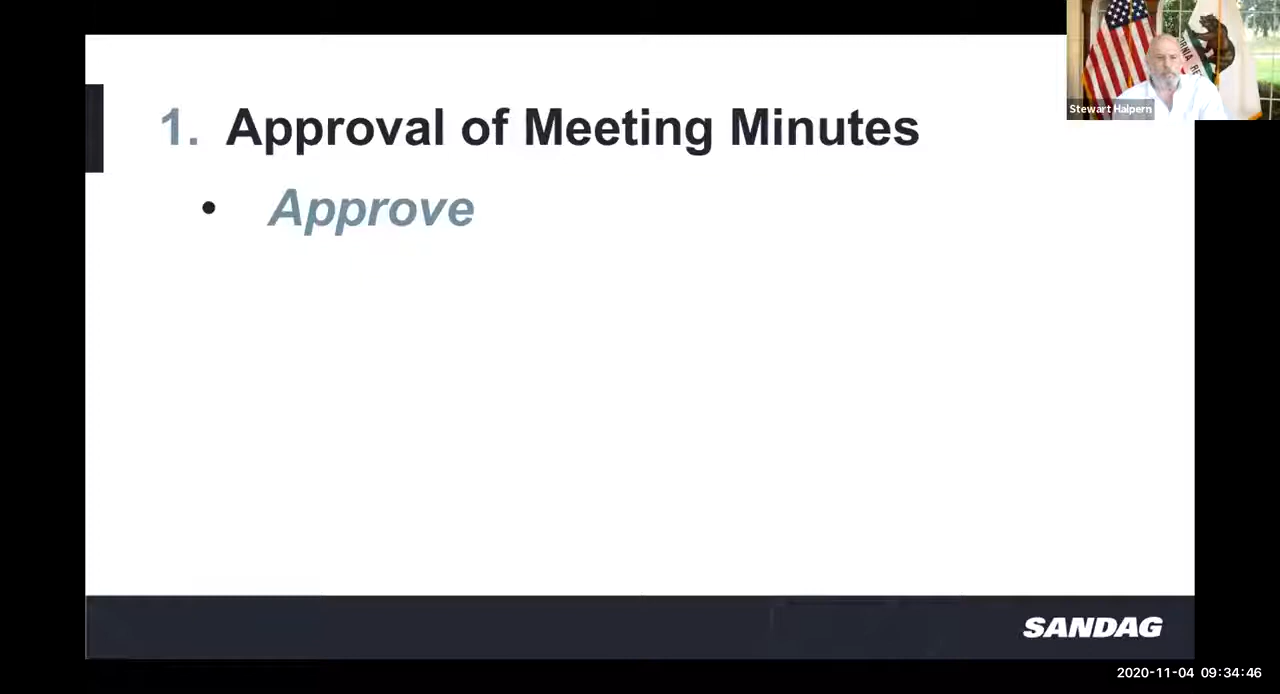 1. Approval of Meeting Minutes
• Approve
Stewart Halpern
SANDAG
2020-11-04 09:34:46